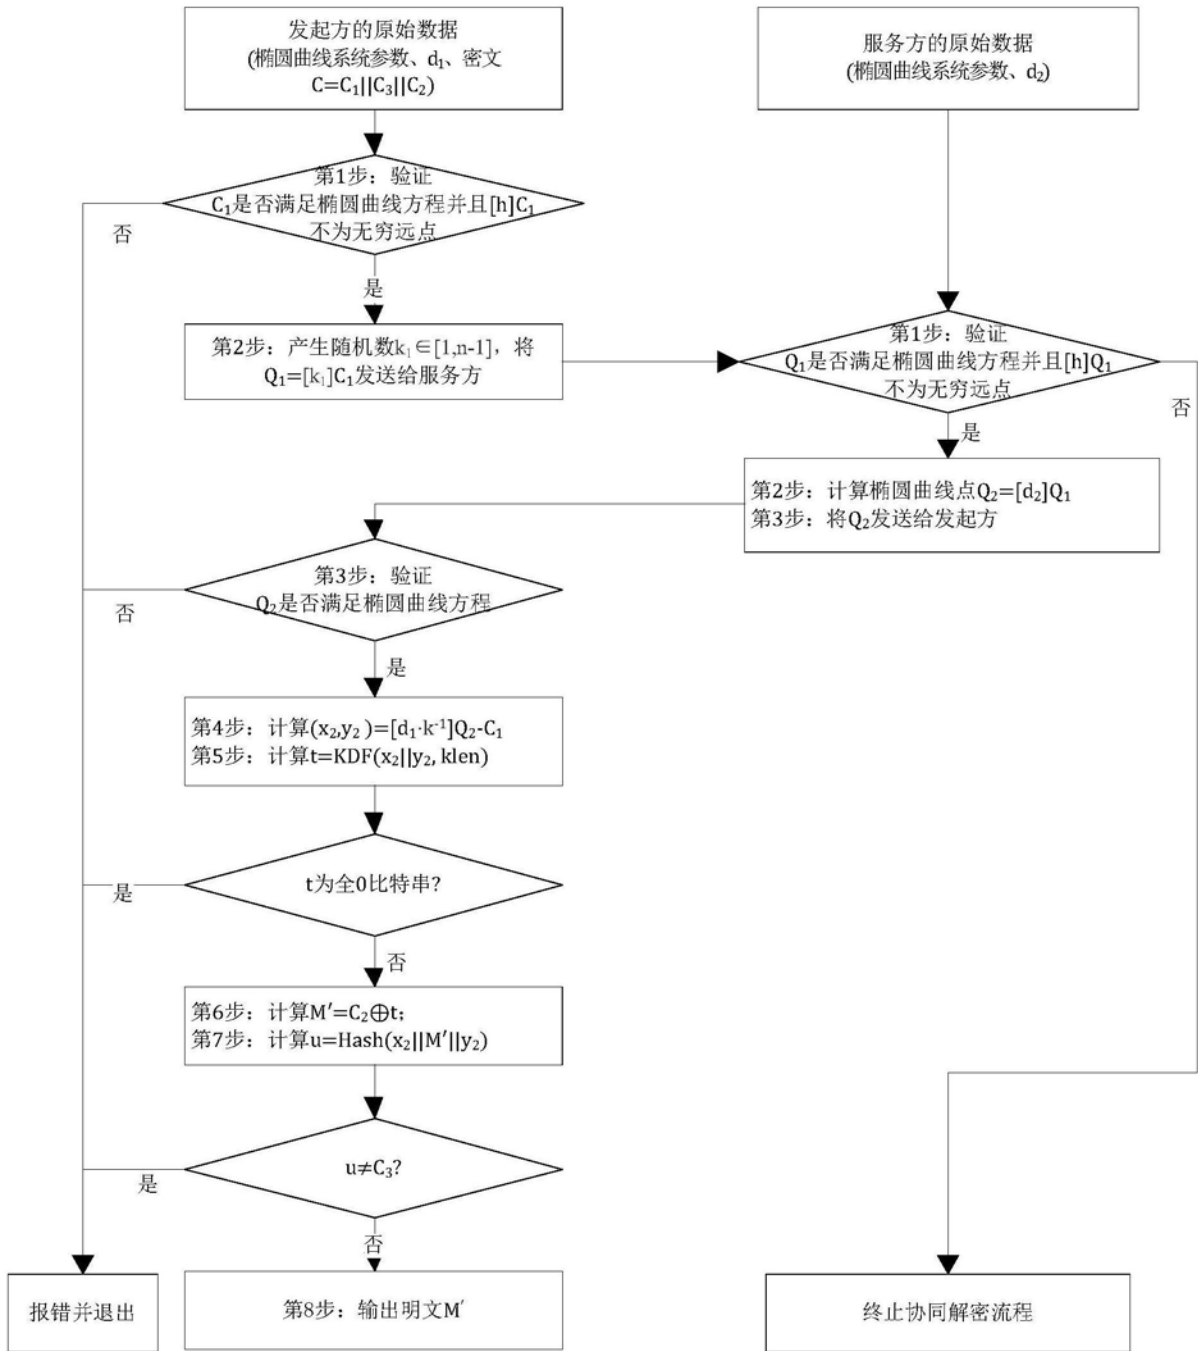 发起方的原始数据
(椭圆曲线系统参数、d₁、密文
C=C₁||C₃||C₂)
服务方的原始数据
(椭圆曲线系统参数、d₂)
第1步：验证
C₁是否满足椭圆曲线方程并且[h]C₁
不为无穷远点
否
是
第2步：产生随机数k₁∈[1,n-1]，将
Q₁=[k₁]C₁发送给服务方
第1步：验证
Q₁是否满足椭圆曲线方程并且[h]Q₁
不为无穷远点
否
是
第2步：计算椭圆曲线点Q₂=[d₂]Q₁
第3步：将Q₂发送给发起方
第3步：验证
Q₂是否满足椭圆曲线方程
否
是
第4步：计算(x₂,y₂)=[d₁·k⁻¹]Q₂-C₁
第5步：计算t=KDF(x₂||y₂, klen)
t为全0比特串?
是
否
第6步：计算M′=C₂⊕t;
第7步：计算u=Hash(x₂||M′||y₂)
u≠C₃?
是
否
报错并退出
第8步：输出明文M′
终止协同解密流程